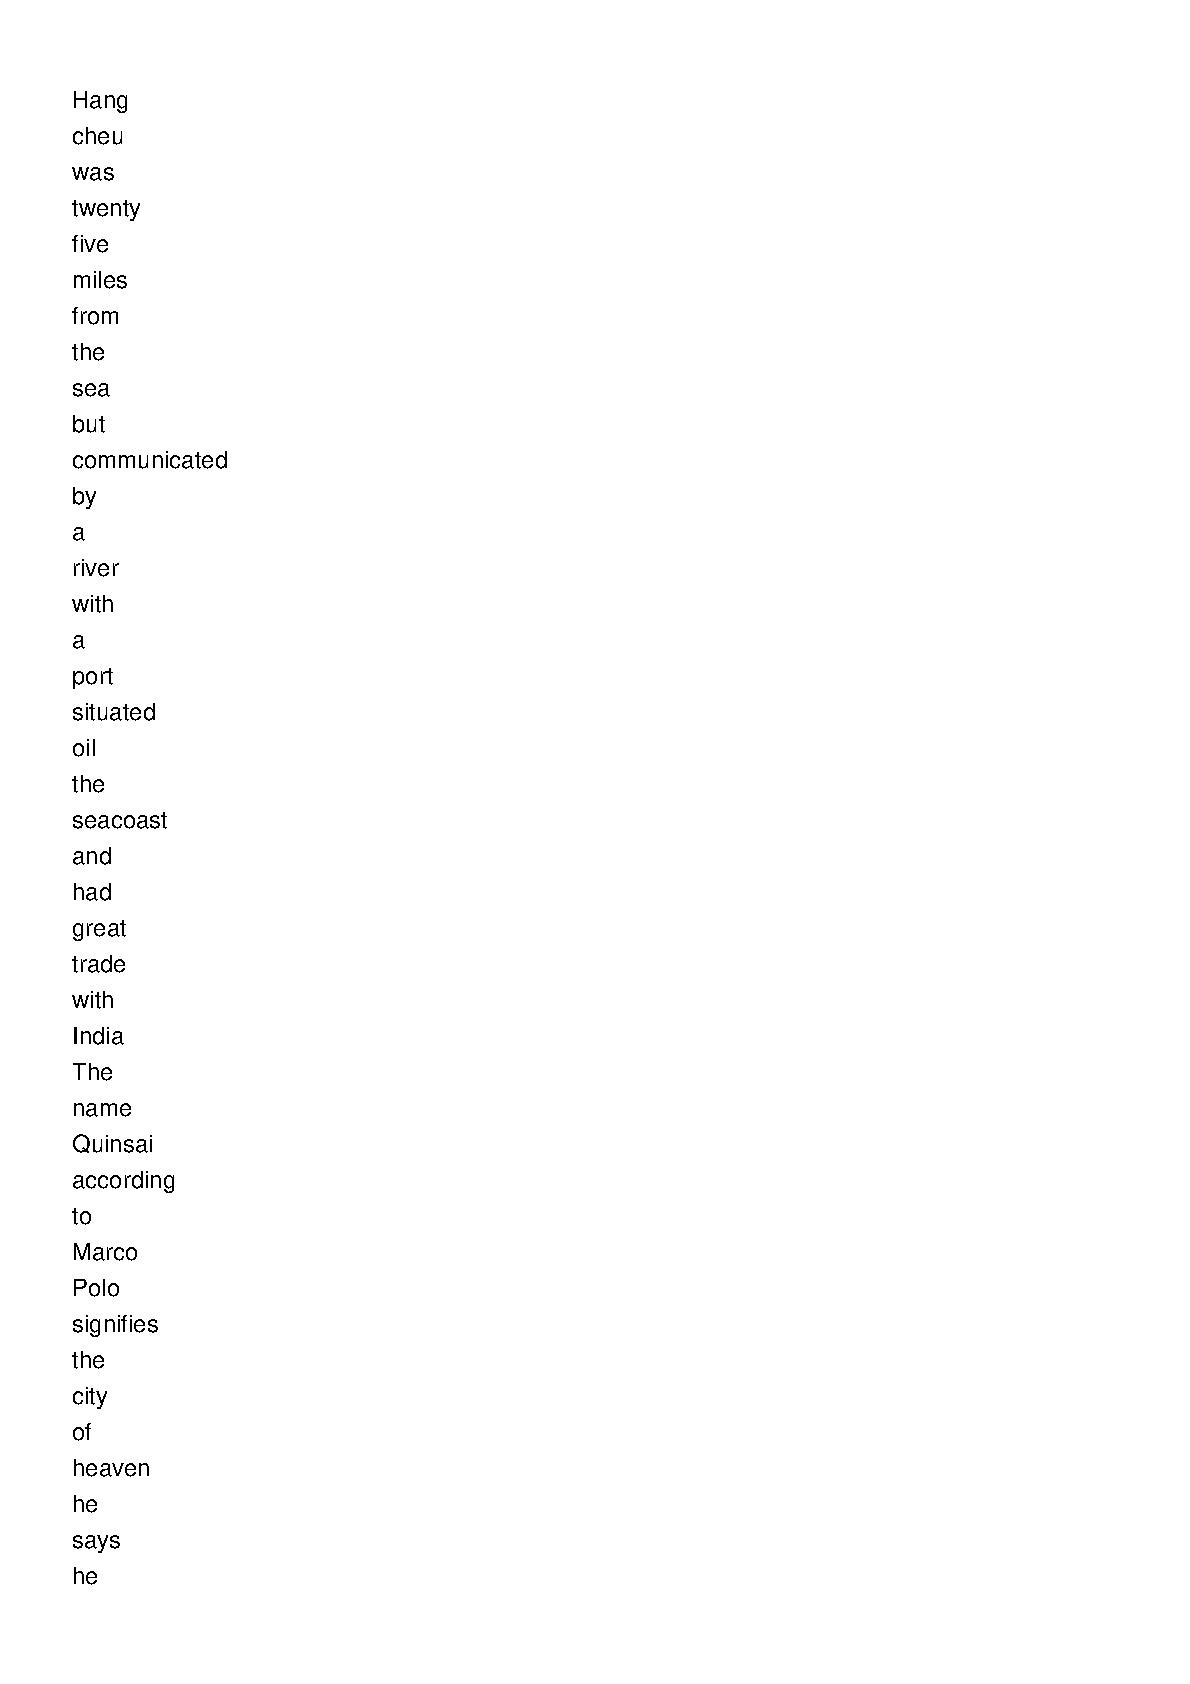 Hang
cheu
was
twenty
five
miles
from
the
sea
but
communicated
by
a
river
with
a
port
situated
oil
the
seacoast
and
had
great
trade
with
India
The
name
Quinsai
according
to
Marco
Polo
signifies
the
city
of
heaven
he
says
he